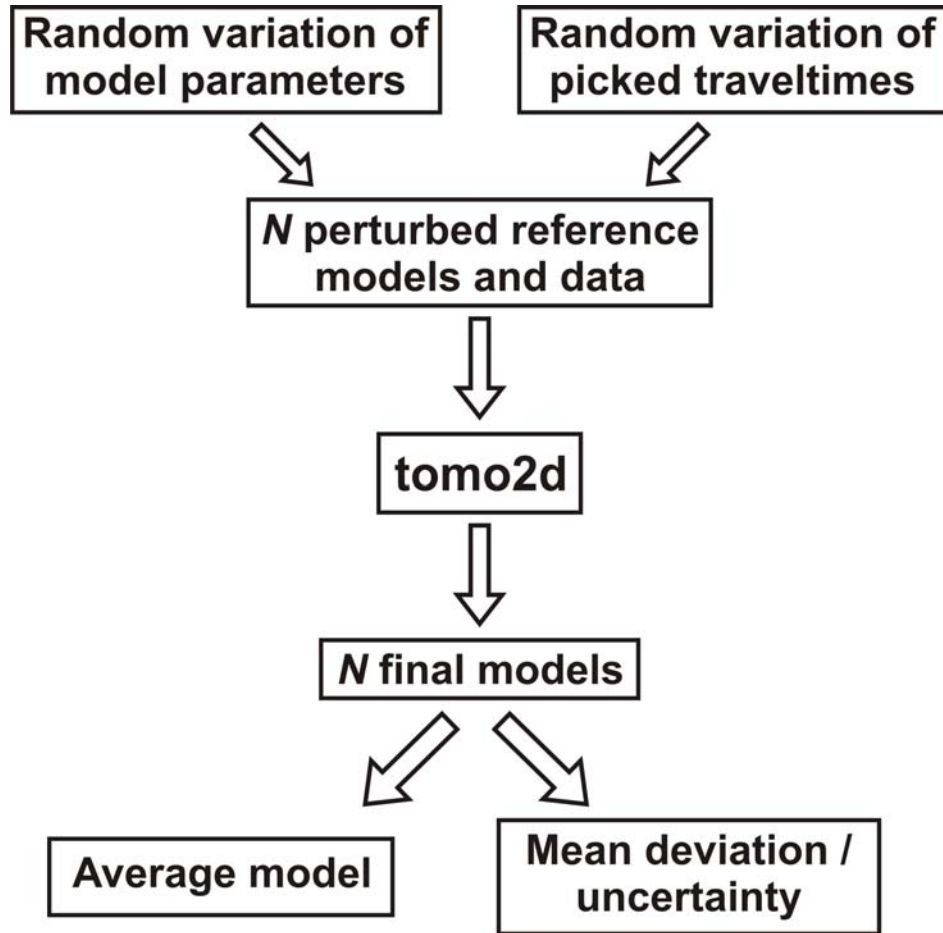 Random variation of
model parameters
Random variation of
picked traveltimes
N perturbed reference
models and data
tomo2d
N final models
Average model
Mean deviation /
uncertainty